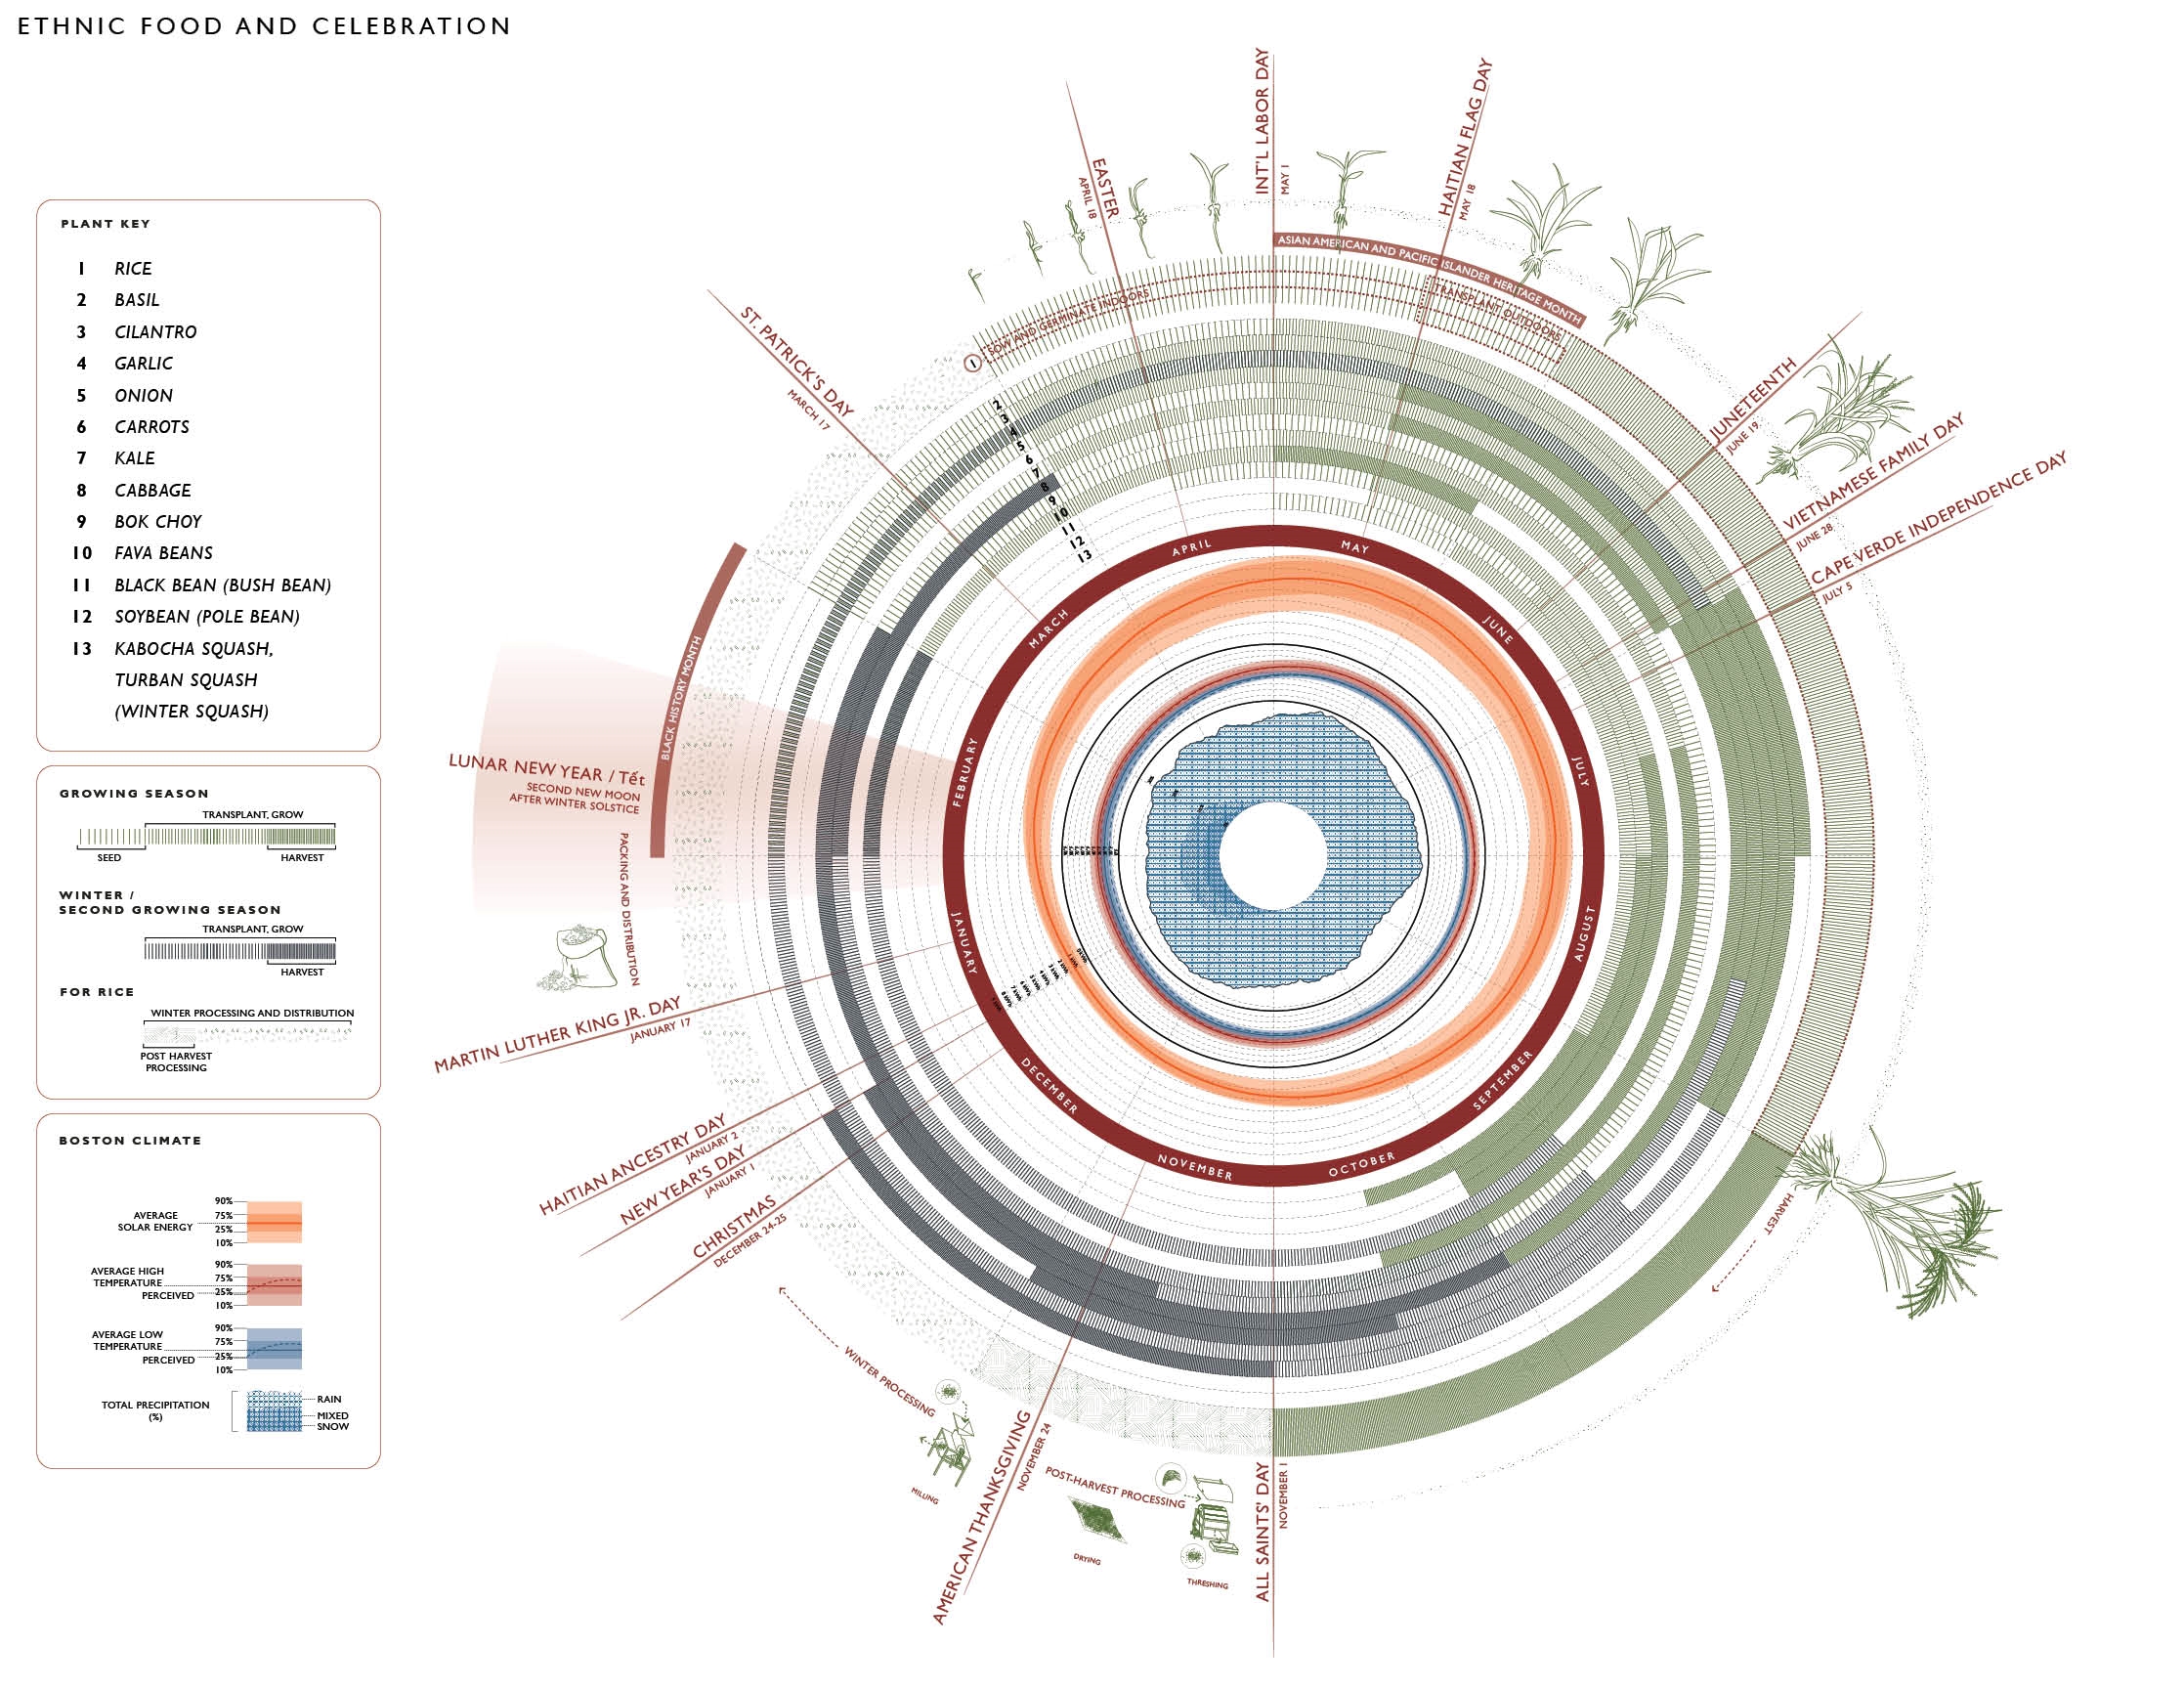 ETHNIC FOOD AND CELEBRATION
PLANT KEY
1 RICE
2 BASIL
3 CILANTRO
4 GARLIC
5 ONION
6 CARROTS
7 KALE
8 CABBAGE
9 BOK CHOY
10 FAVA BEANS
11 BLACK BEAN (BUSH BEAN)
12 SOYBEAN (POLE BEAN)
13 KABOCHA SQUASH,
TURBAN SQUASH
(WINTER SQUASH)
GROWING SEASON
TRANSPLANT, GROW
SEED
HARVEST
WINTER /
SECOND GROWING SEASON
TRANSPLANT, GROW
HARVEST
FOR RICE
WINTER PROCESSING AND DISTRIBUTION
POST HARVEST
PROCESSING
BOSTON CLIMATE
AVERAGE
SOLAR ENERGY
90%
75%
25%
10%
AVERAGE HIGH
TEMPERATURE
PERCEIVED
90%
75%
25%
10%
AVERAGE LOW
TEMPERATURE
PERCEIVED
90%
75%
25%
10%
TOTAL PRECIPITATION
(%)
RAIN
MIXED
SNOW
INT'L LABOR DAY
MAY 1
HAITIAN FLAG DAY
MAY 18
ASIAN AMERICAN AND PACIFIC ISLANDER HERITAGE MONTH
TRANSPLANT OUTDOORS
JUNETEENTH
JUNE 19
VIETNAMESE FAMILY DAY
JUNE 28
CAPE VERDE INDEPENDENCE DAY
JULY 5
HARVEST
ALL SAINTS' DAY
NOVEMBER 1
POST-HARVEST PROCESSING
THRESHING
DRYING
AMERICAN THANKSGIVING
NOVEMBER 24
WINTER PROCESSING
MILLING
CHRISTMAS
DECEMBER 24-25
NEW YEAR'S DAY
JANUARY 1
HAITIAN ANCESTRY DAY
JANUARY 2
MARTIN LUTHER KING JR. DAY
JANUARY 17
PACKING AND DISTRIBUTION
LUNAR NEW YEAR / Tết
SECOND NEW MOON
AFTER WINTER SOLSTICE
BLACK HISTORY MONTH
ST. PATRICK'S DAY
MARCH 17
EASTER
APRIL 18
SOW AND GERMINATE INDOORS
1
2
3
4
5
6
7
8
9
10
11
12
13
JANUARY
FEBRUARY
MARCH
APRIL
MAY
JUNE
JULY
AUGUST
SEPTEMBER
OCTOBER
NOVEMBER
DECEMBER